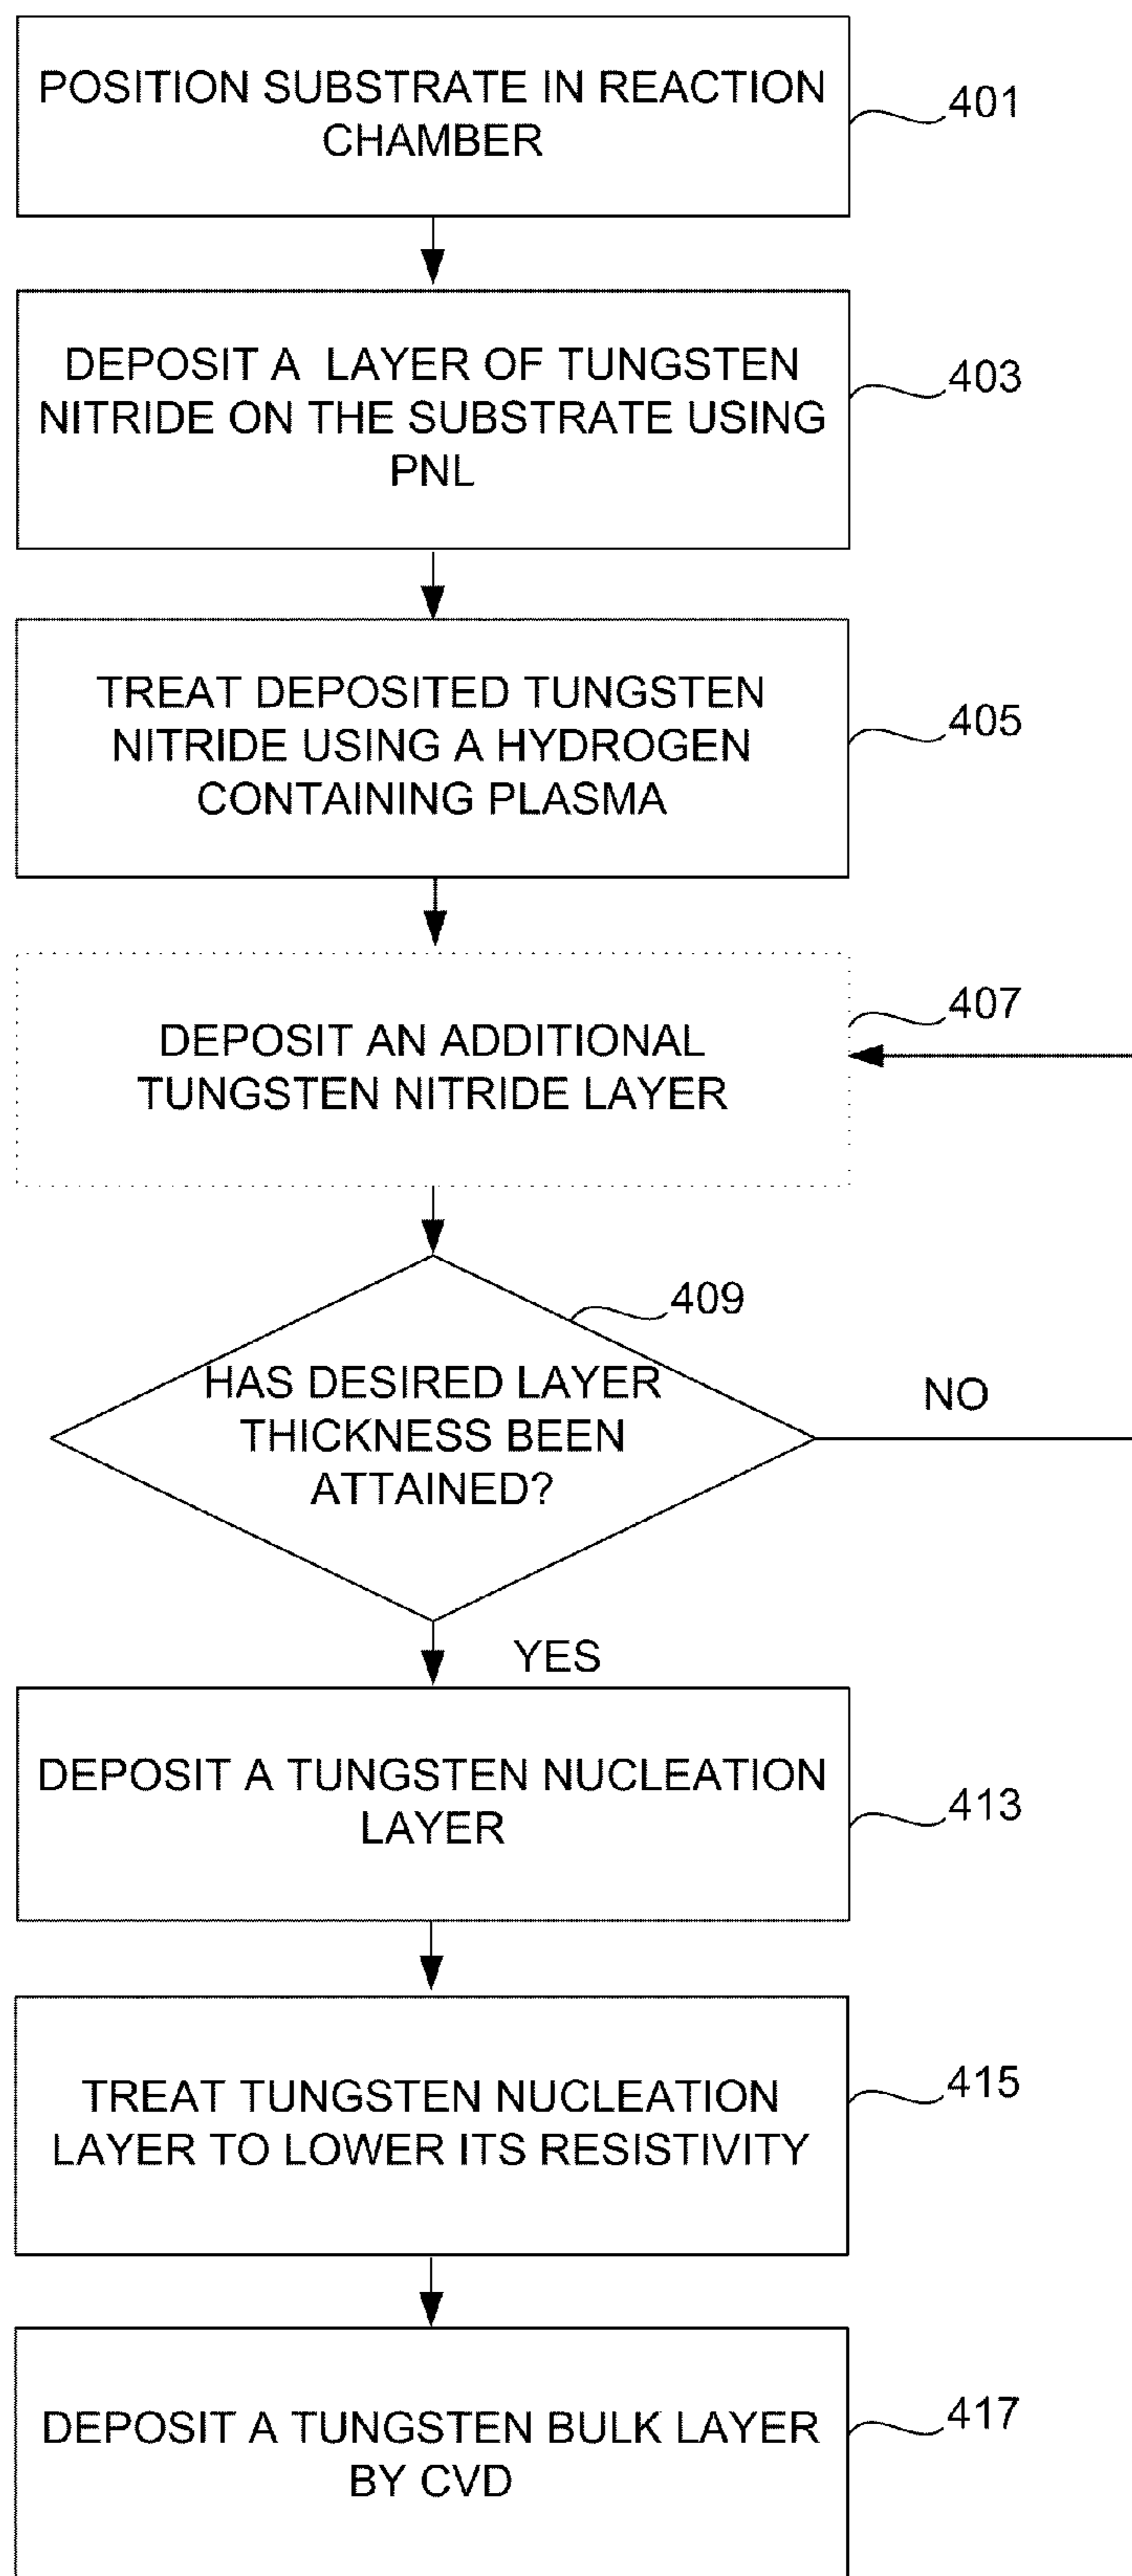 POSITION SUBSTRATE IN REACTION
CHAMBER
401
DEPOSIT A LAYER OF TUNGSTEN
NITRIDE ON THE SUBSTRATE USING
PNL
403
TREAT DEPOSITED TUNGSTEN
NITRIDE USING A HYDROGEN
CONTAINING PLASMA
405
DEPOSIT AN ADDITIONAL
TUNGSTEN NITRIDE LAYER
407
409
HAS DESIRED LAYER
THICKNESS BEEN
ATTAINED?
NO
YES
DEPOSIT A TUNGSTEN NUCLEATION
LAYER
413
TREAT TUNGSTEN NUCLEATION
LAYER TO LOWER ITS RESISTIVITY
415
DEPOSIT A TUNGSTEN BULK LAYER
BY CVD
417